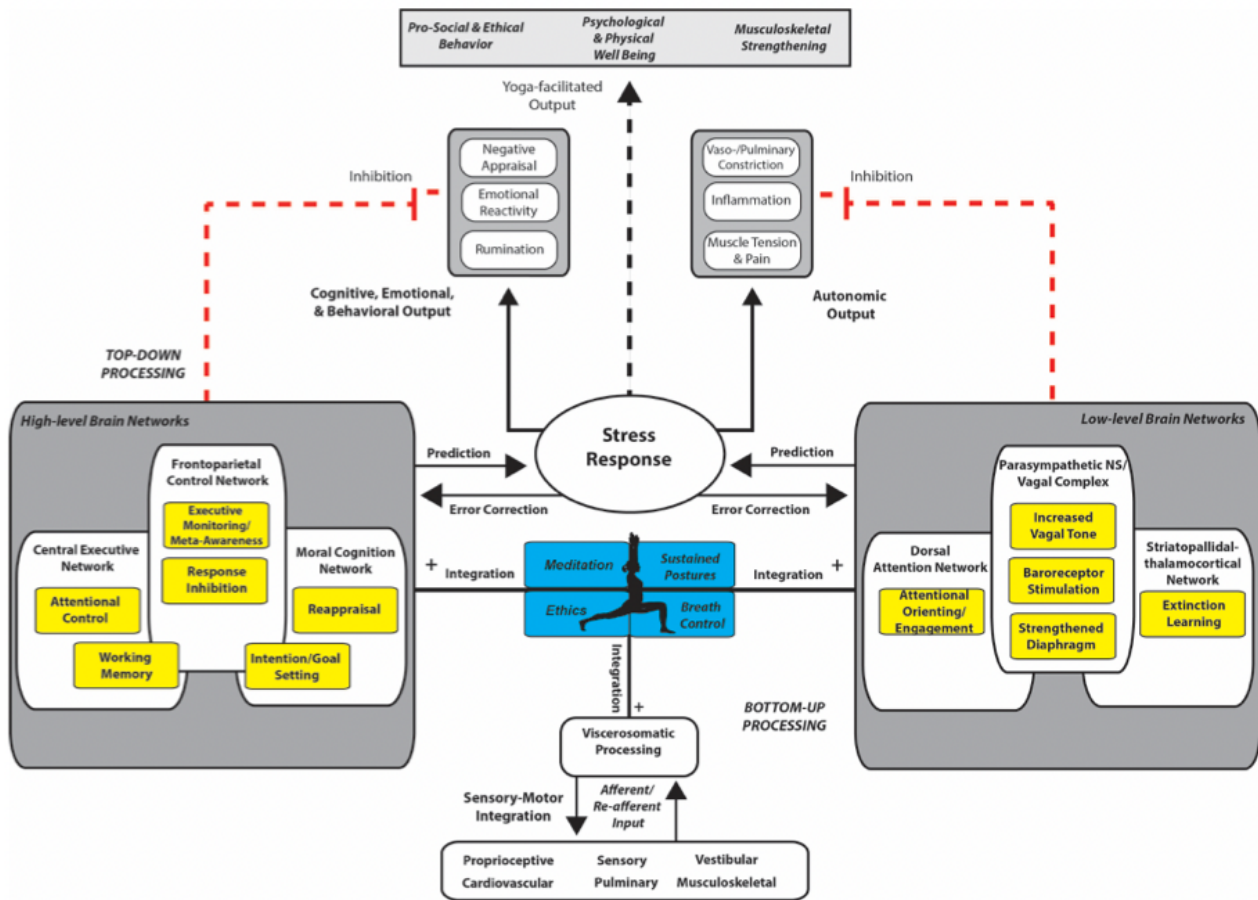 Pro-Social & Ethical
Behavior
Psychological
& Physical
Well Being
Musculoskeletal
Strengthening
Yoga-facilitated
Output
Negative
Appraisal
Emotional
Reactivity
Rumination
Vaso-/Pulminary
Constriction
Inflammation
Muscle Tension
& Pain
Inhibition
Inhibition
Cognitive, Emotional,
& Behavioral Output
Autonomic
Output
TOP-DOWN
PROCESSING
High-level Brain Networks
Frontoparietal
Control Network
Executive
Monitoring/
Meta-Awareness
Response
Inhibition
Central Executive
Network
Attentional
Control
Working
Memory
Moral Cognition
Network
Reappraisal
Intention/Goal
Setting
Stress
Response
Prediction
Error Correction
Prediction
Error Correction
+
Integration
Meditation
Sustained
Postures
Ethics
Breath
Control
Integration
+
Integration
+
Low-level Brain Networks
Parasympathetic NS/
Vagal Complex
Increased
Vagal Tone
Baroreceptor
Stimulation
Strengthened
Diaphragm
Dorsal
Attention Network
Attentional
Orienting/
Engagement
Striatopallidal-
thalamocortical
Network
Extinction
Learning
BOTTOM-UP
PROCESSING
Viscerosomatic
Processing
Sensory-Motor
Integration
Afferent/
Re-afferent
Input
Proprioceptive Sensory Vestibular
Cardiovascular Pulminary Musculoskeletal